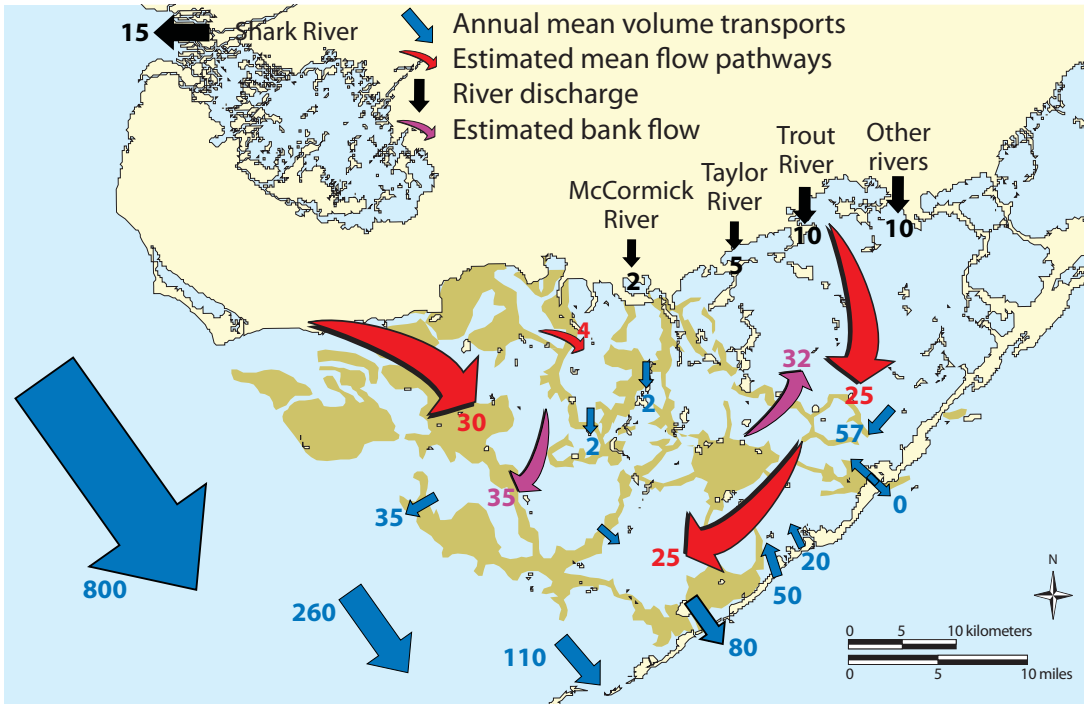 15
Shark River
Annual mean volume transports
Estimated mean flow pathways
River discharge
Estimated bank flow
Trout
River
Other
rivers
Taylor
River
McCormick
River
10
10
5
2
4
32
25
30
2
2
57
35
35
0
25
20
50
800
260
110
80
N
0 5 10 kilometers
0 5 10 miles